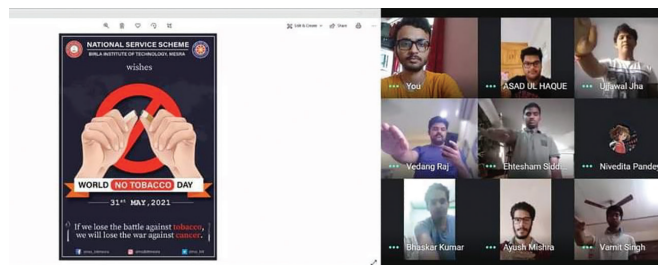 Edit & Create
Share
NATIONAL SERVICE SCHEME
BIRLA INSTITUTE OF TECHNOLOGY, MESRA
wishes
WORLD NO TOBACCO DAY
31st MAY, 2021
If we lose the battle against tobacco,
we will lose the war against cancer.
You
ASAD UL HAQUE
Ujjawal Jha
Vedang Raj
Ehtesham Sidd...
Nivedita Pandey
Bhaskar Kumar
Ayush Mishra
Vamit Singh